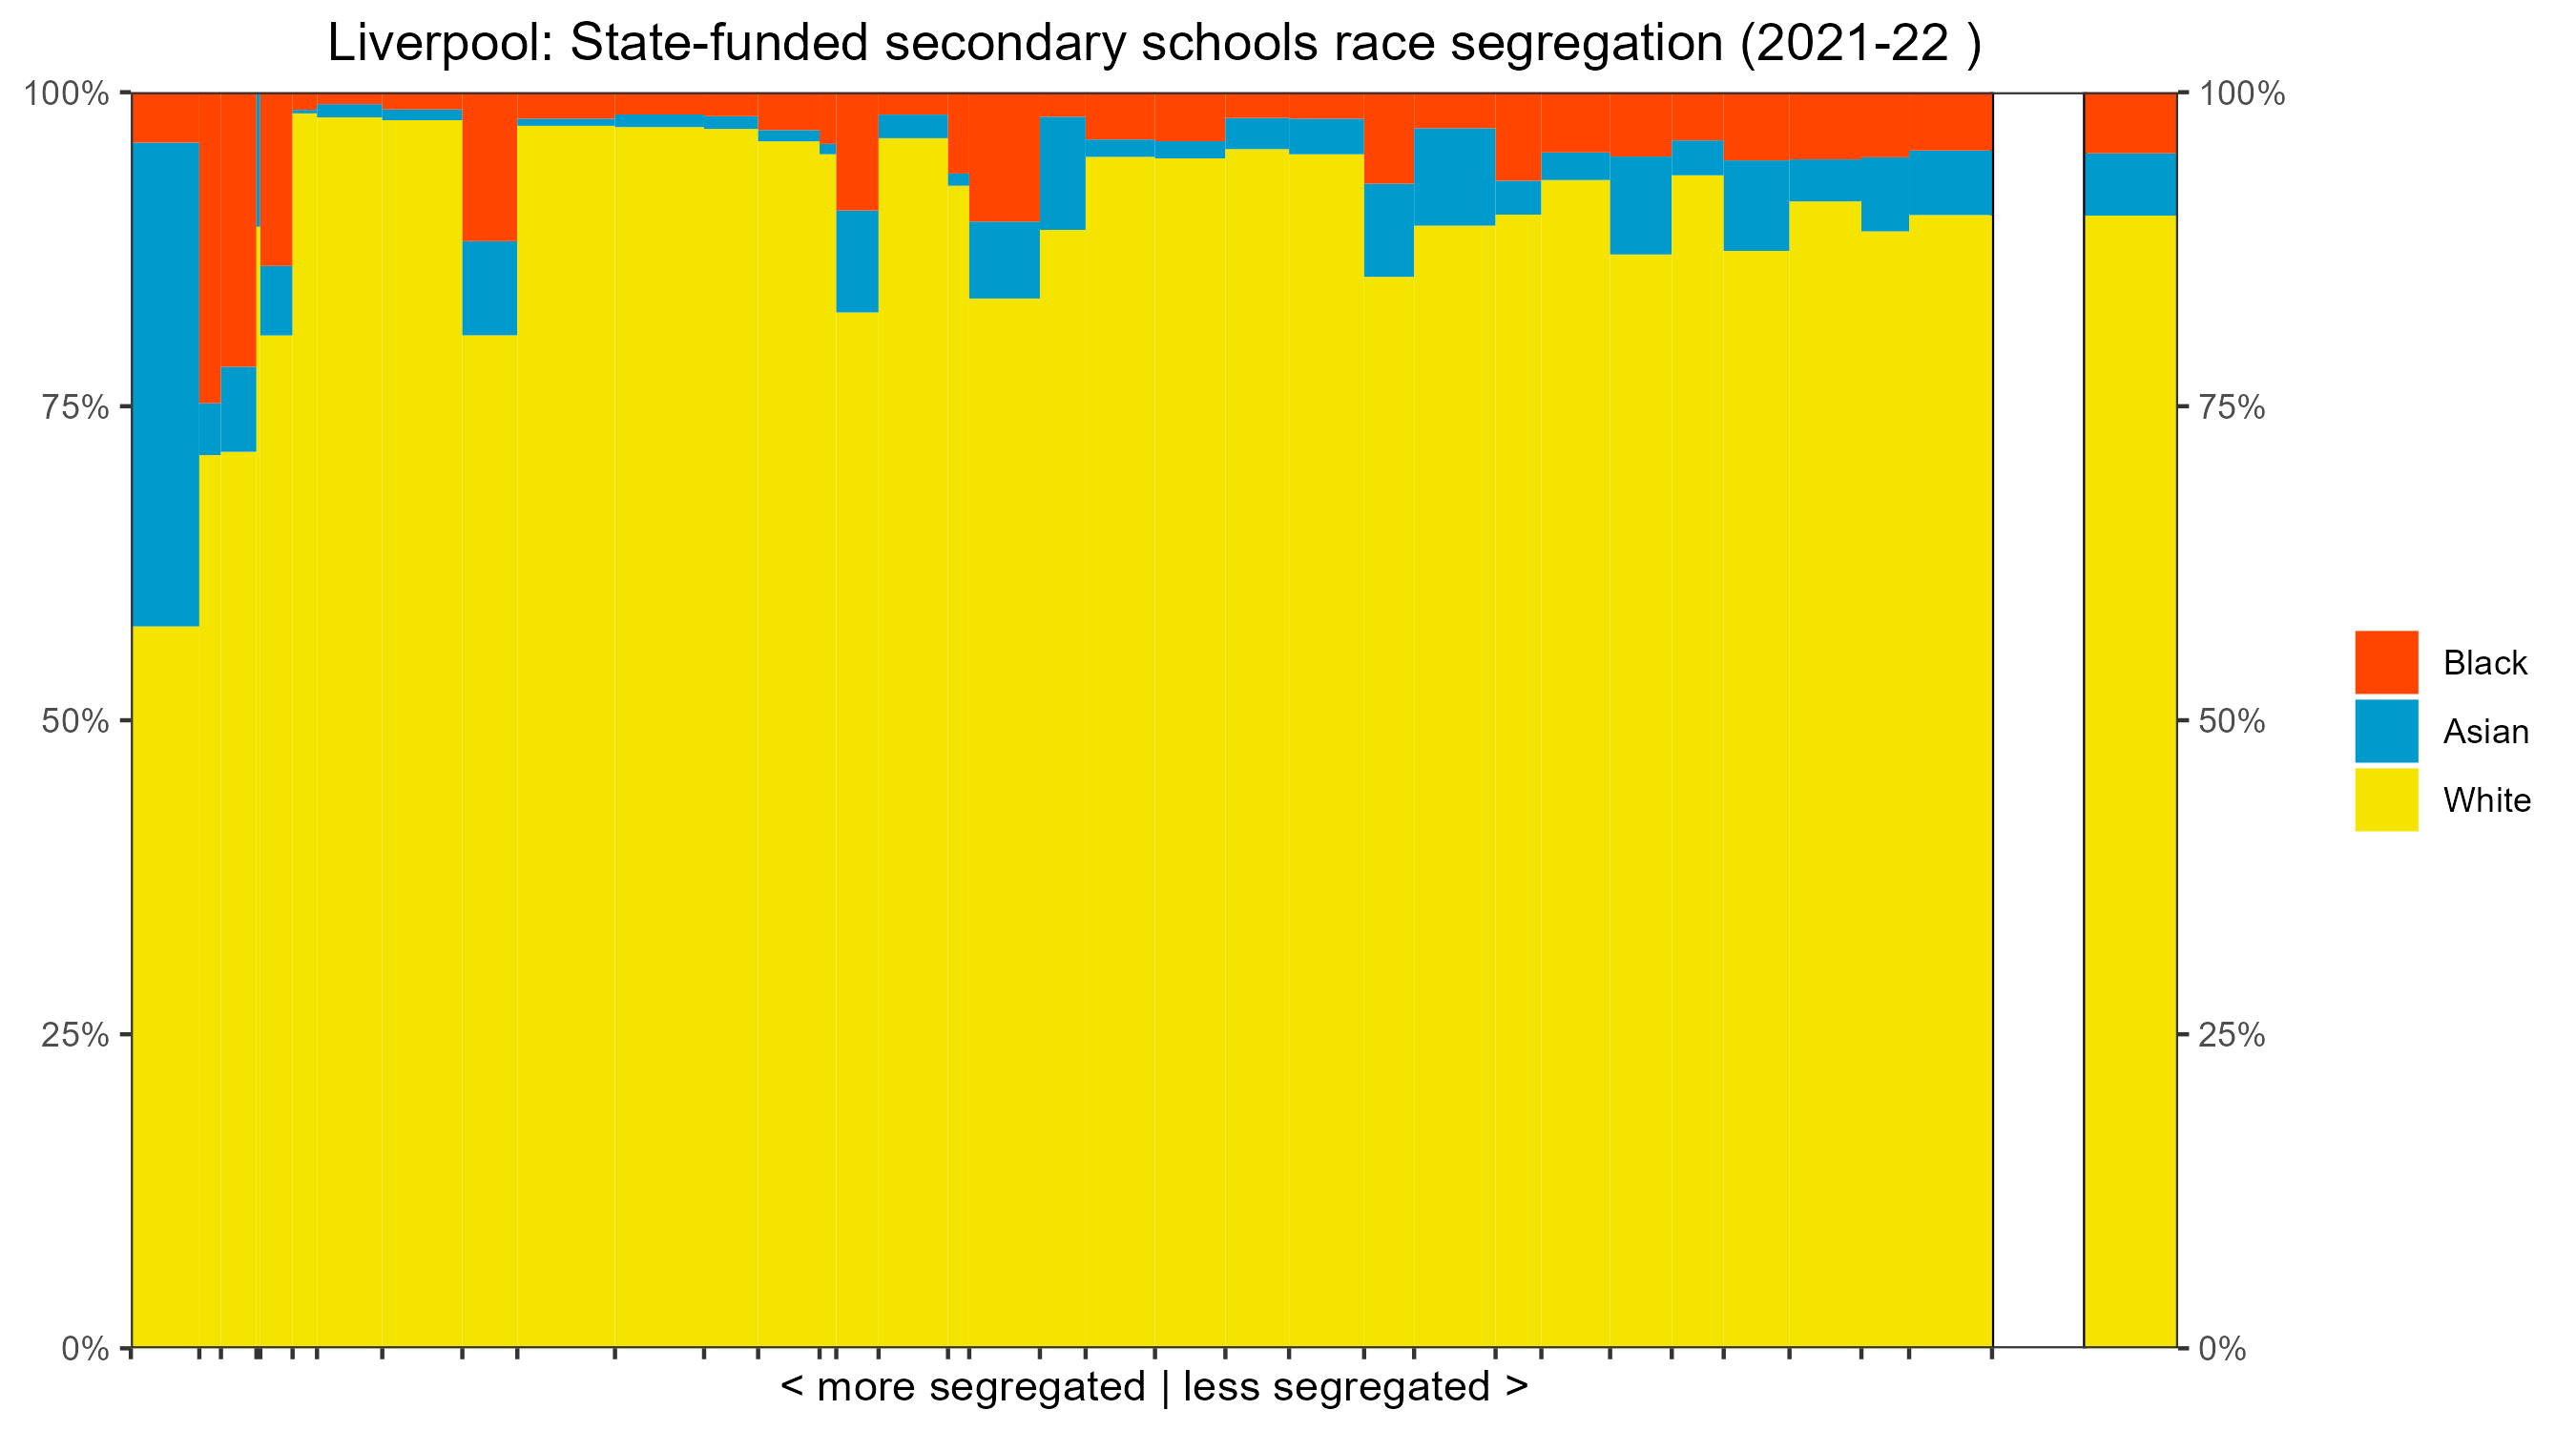 Liverpool: State-funded secondary schools race segregation (2021-22 )
100%
75%
50%
25%
0%
100%
75%
50%
25%
0%
Black
Asian
White
< more segregated | less segregated >